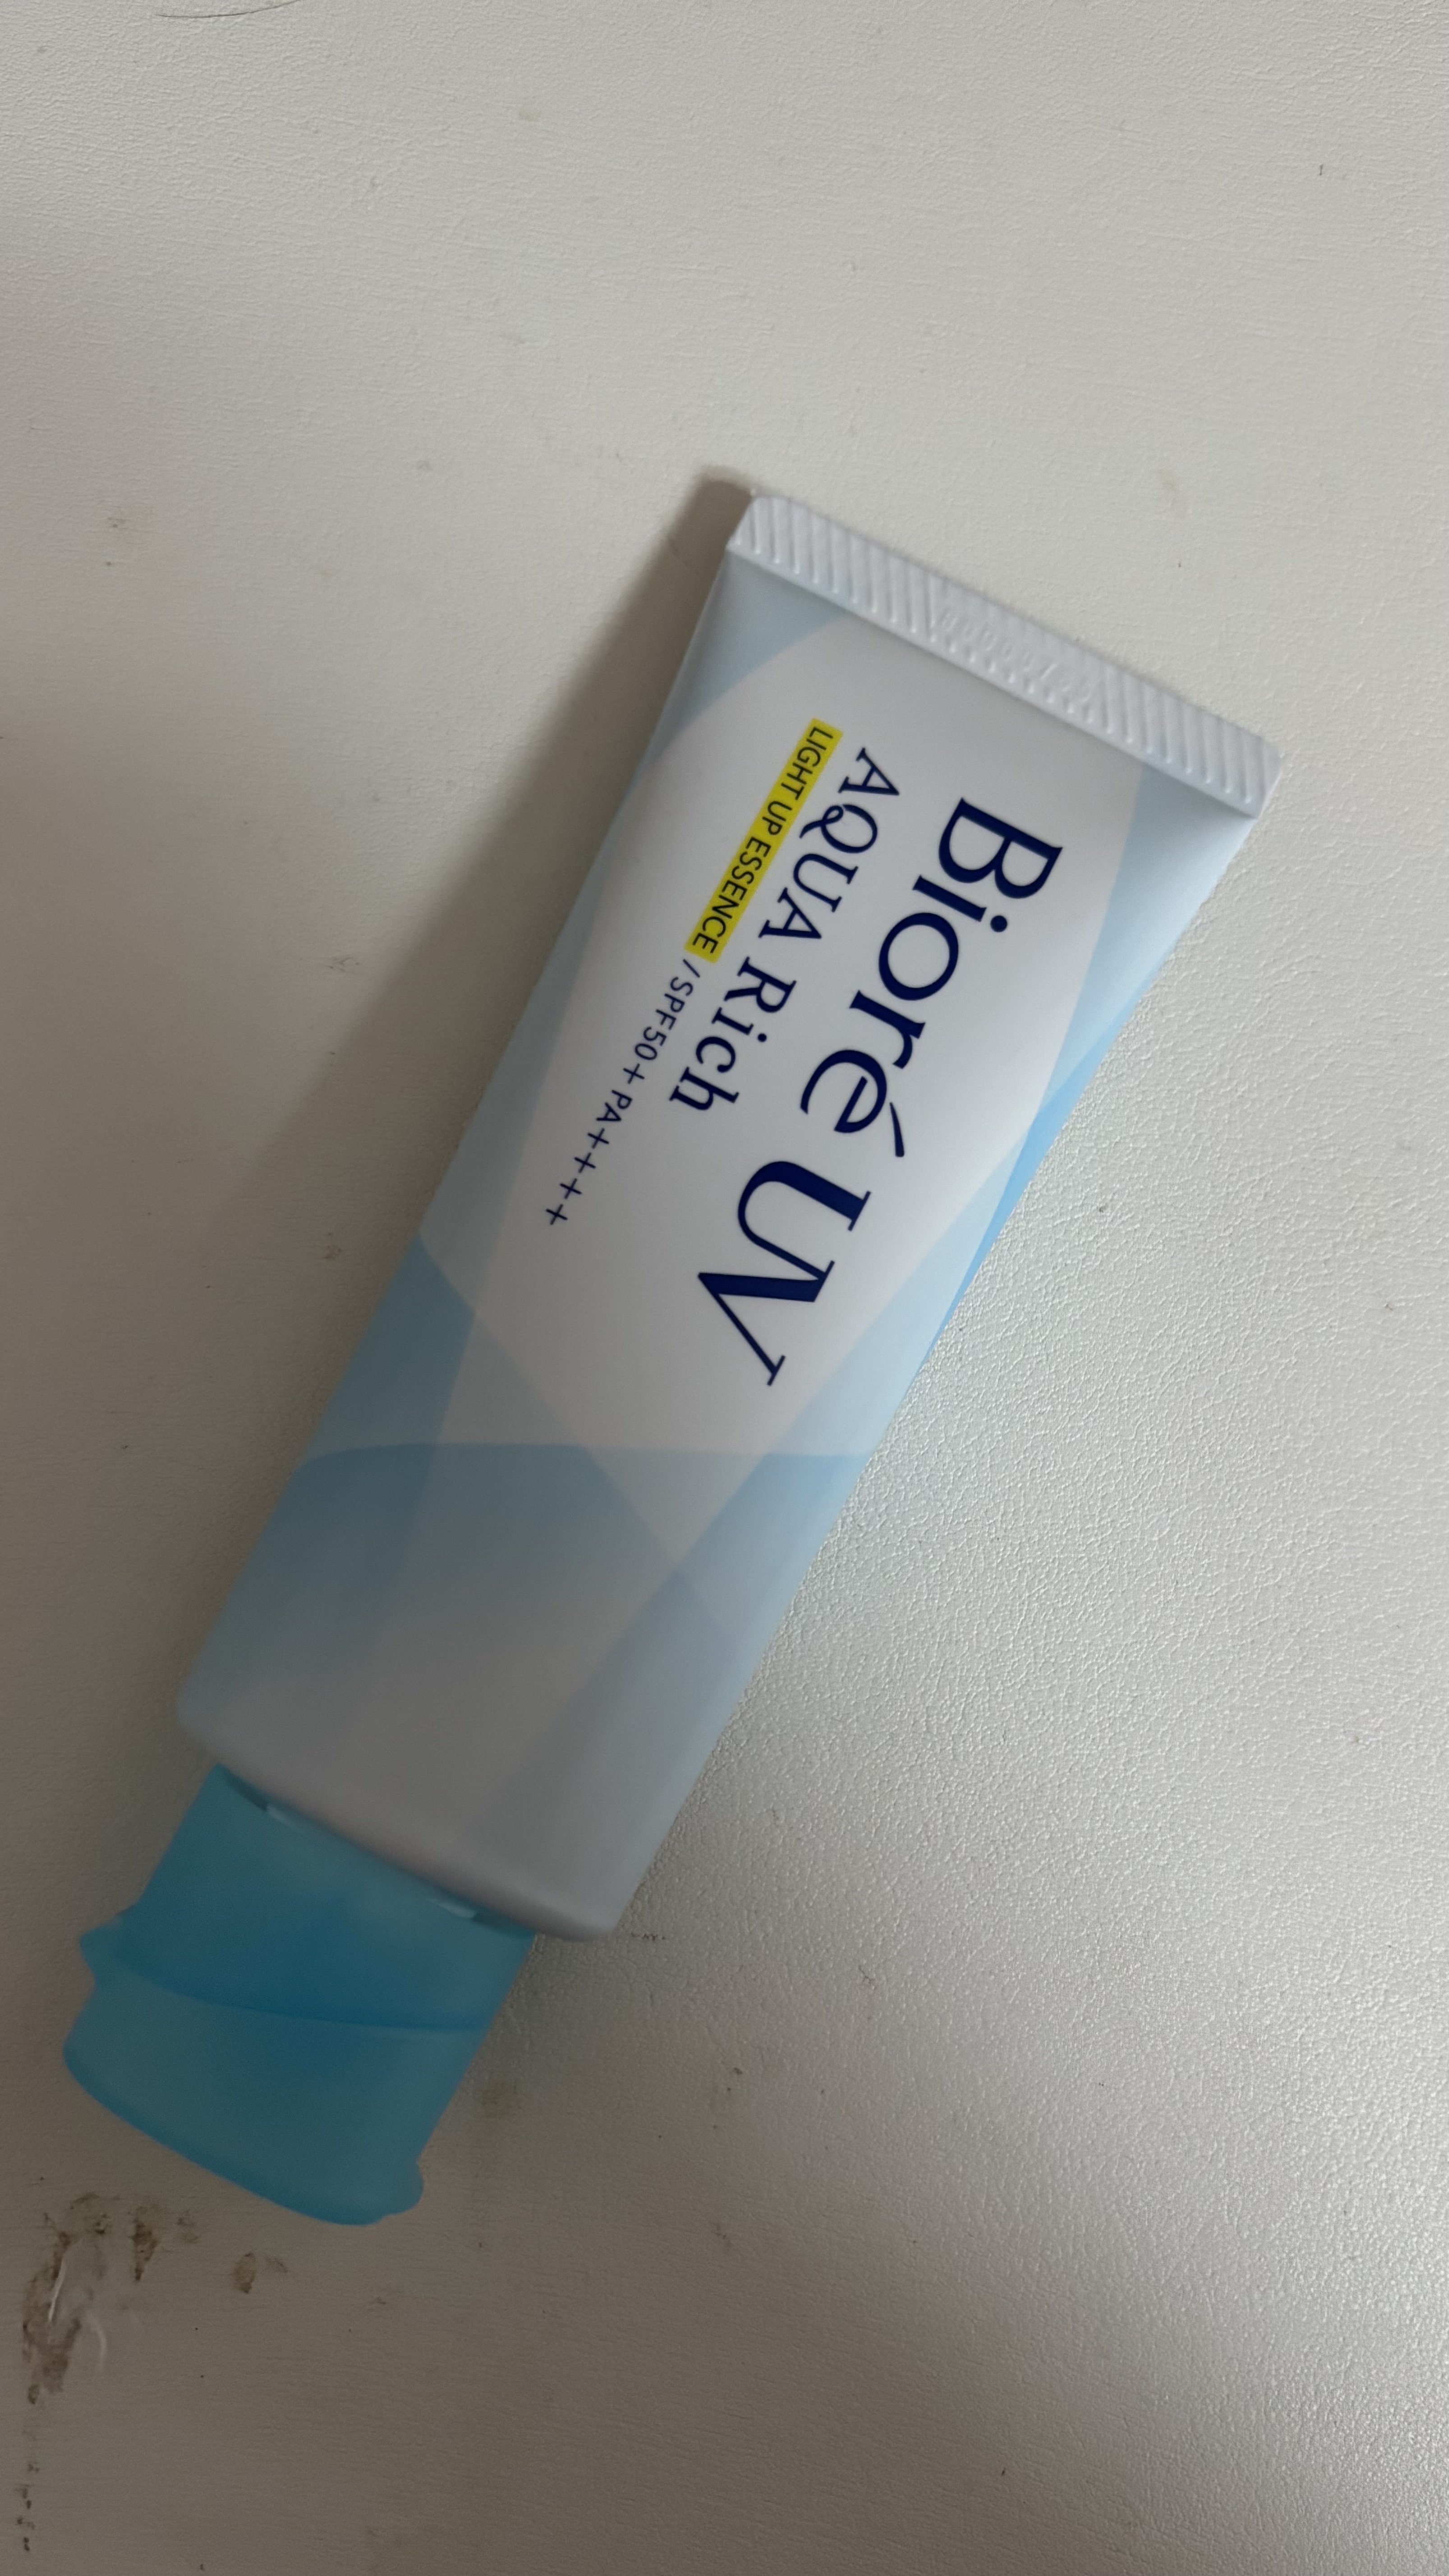 Bioré UV
AQUA Rich
LIGHT UP ESSENCE / SPF50+ PA++++